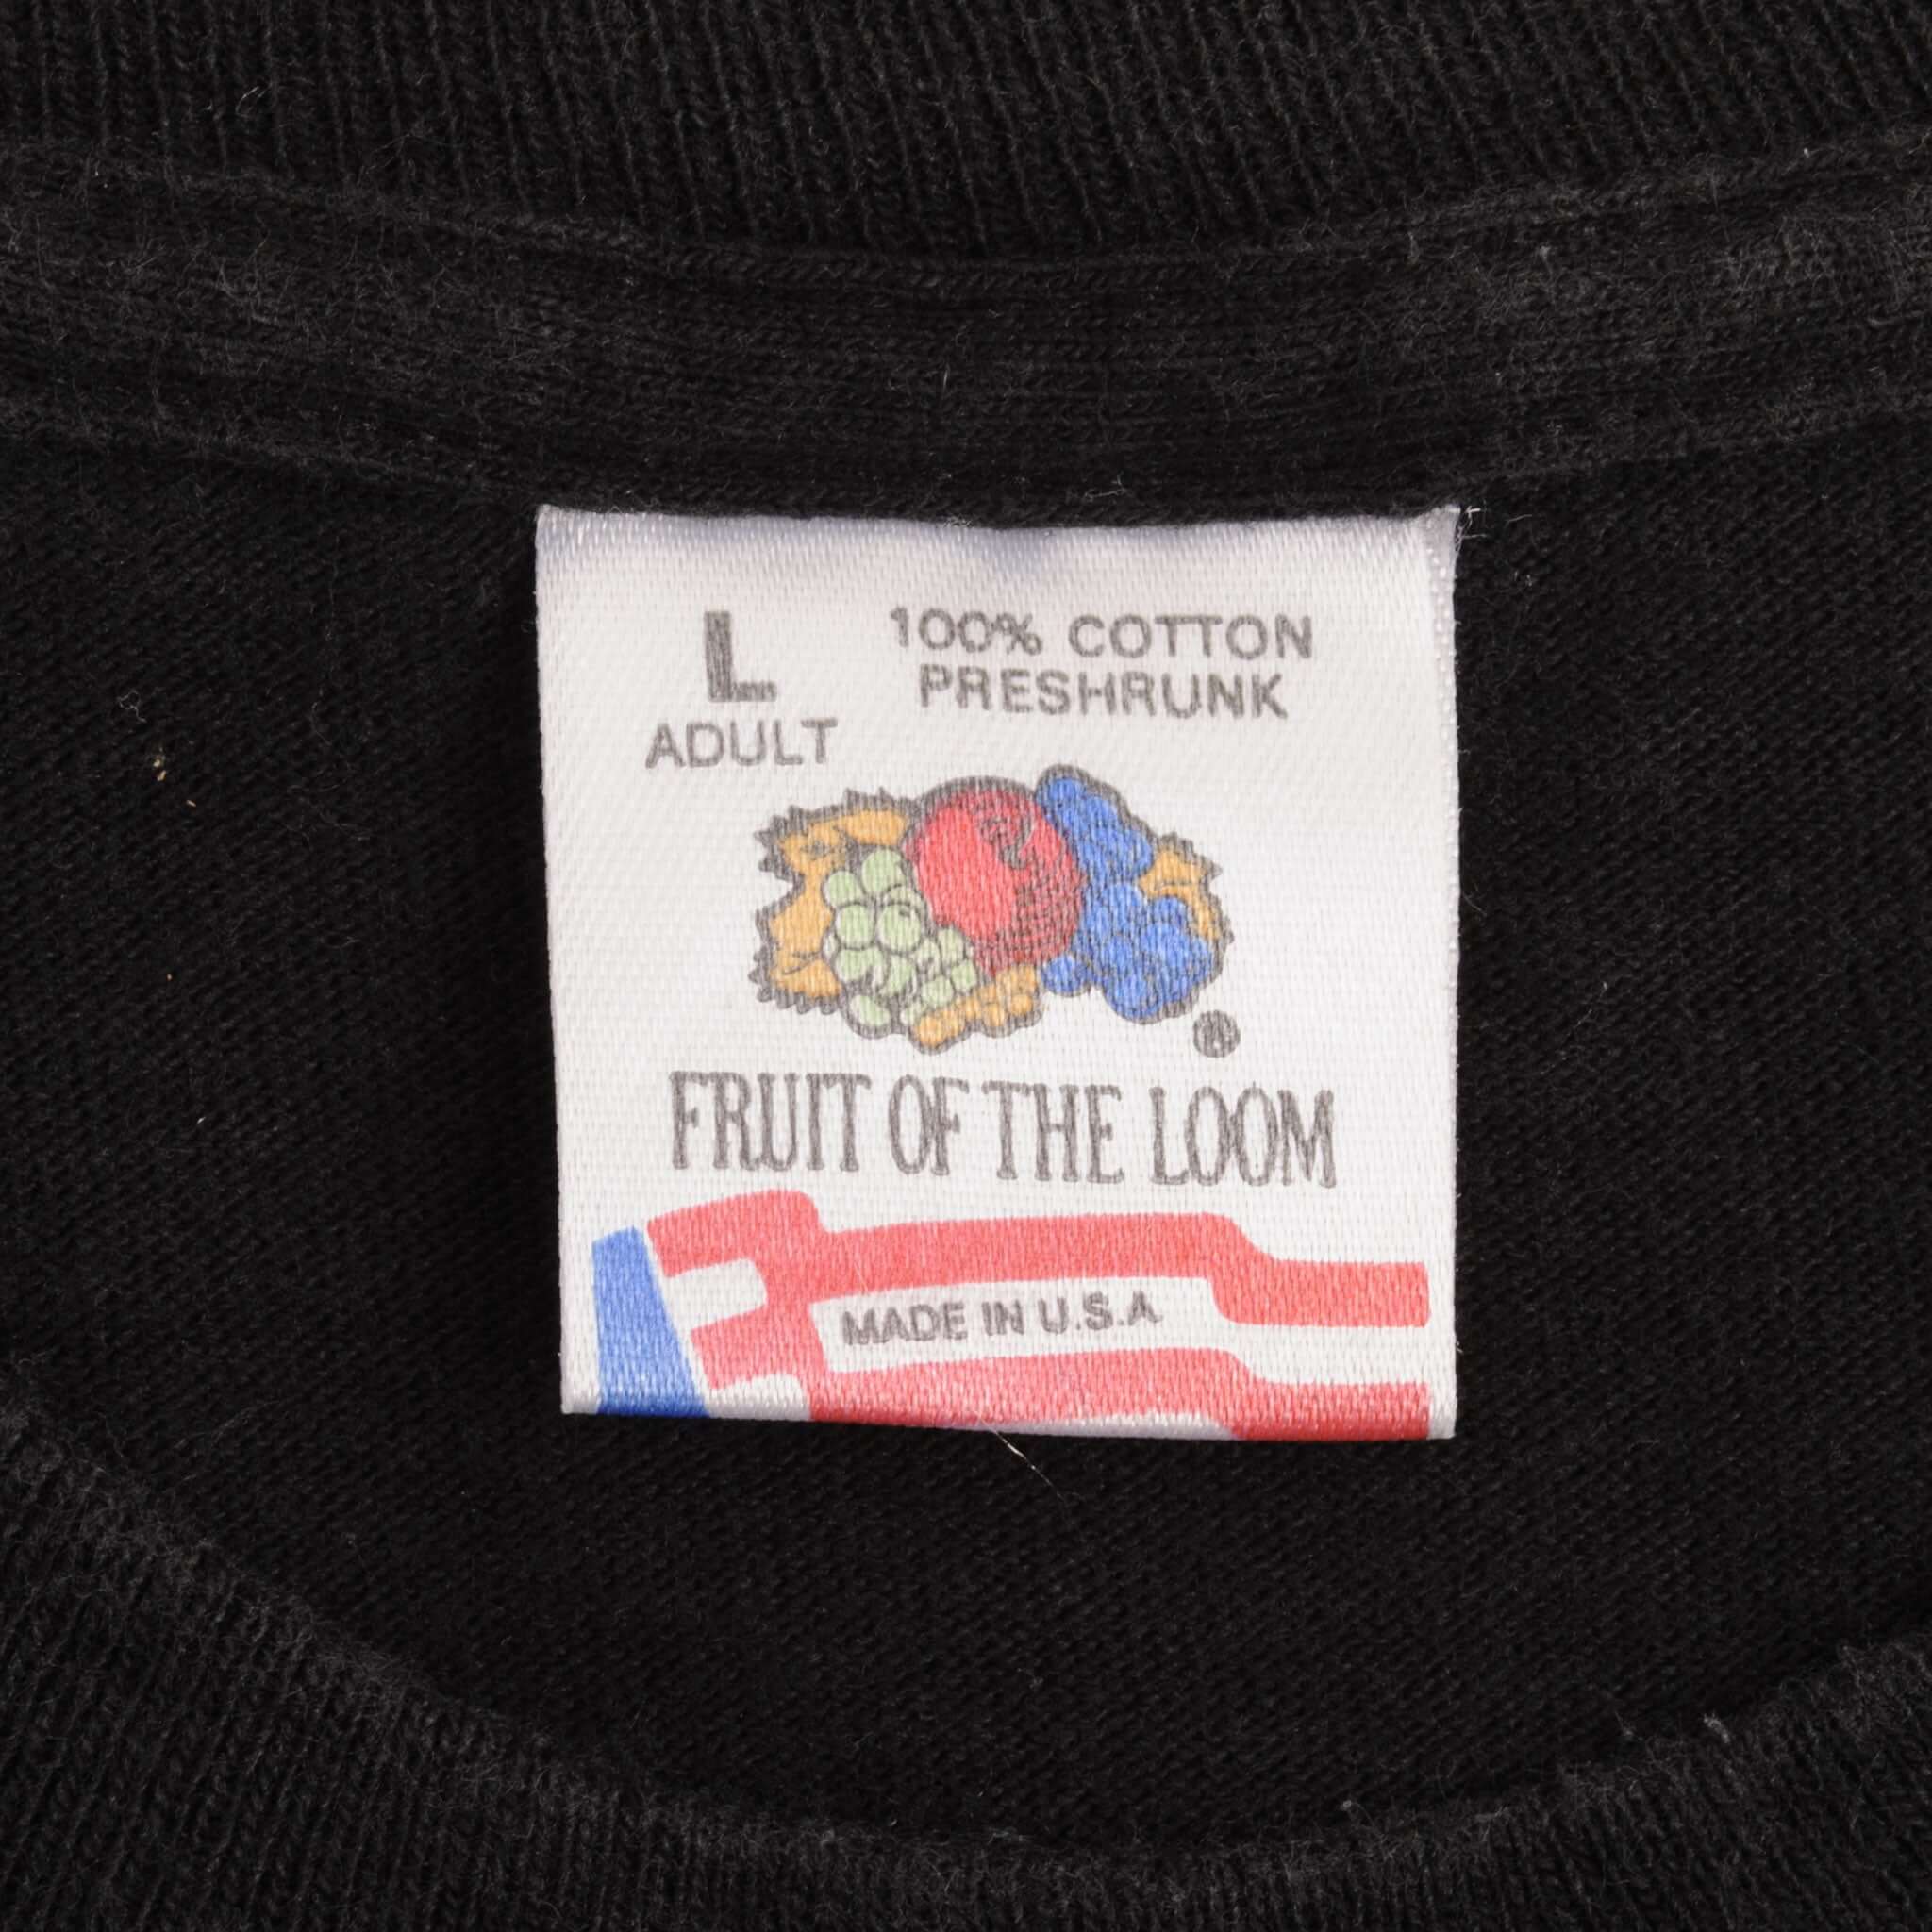 L
ADULT
100% COTTON
PRESHRUNK
®
FRUIT OF THE LOOM
MADE IN U.S.A